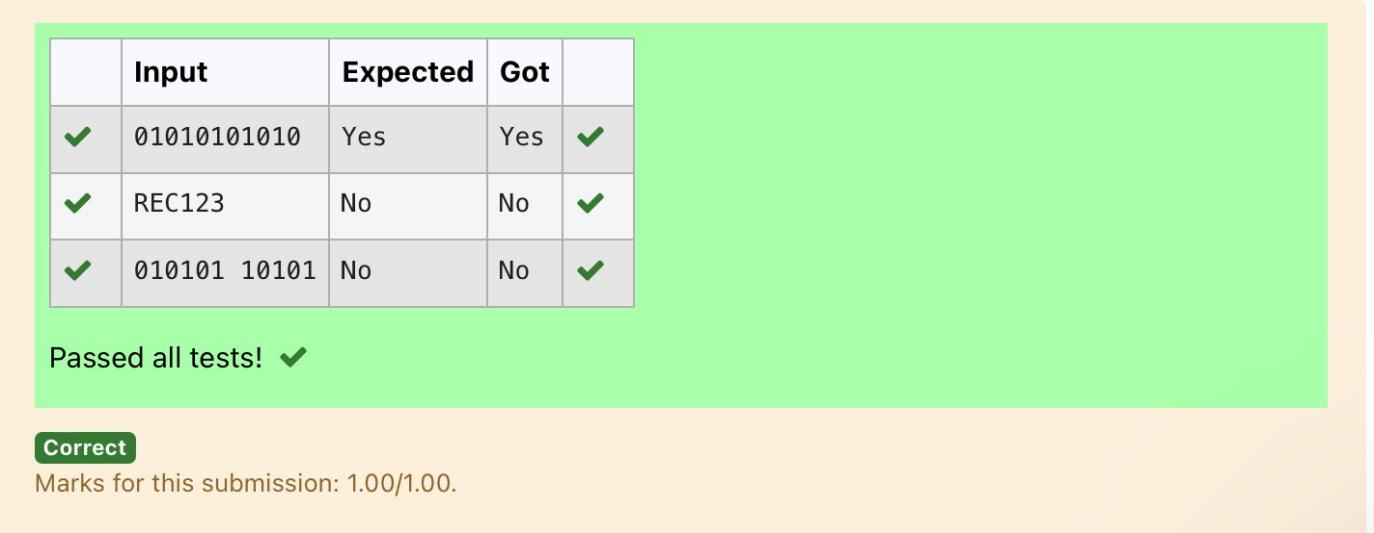 Input Expected Got
01010101010 Yes Yes
REC123 No No
010101 10101 No No
Passed all tests!
Correct
Marks for this submission: 1.00/1.00.